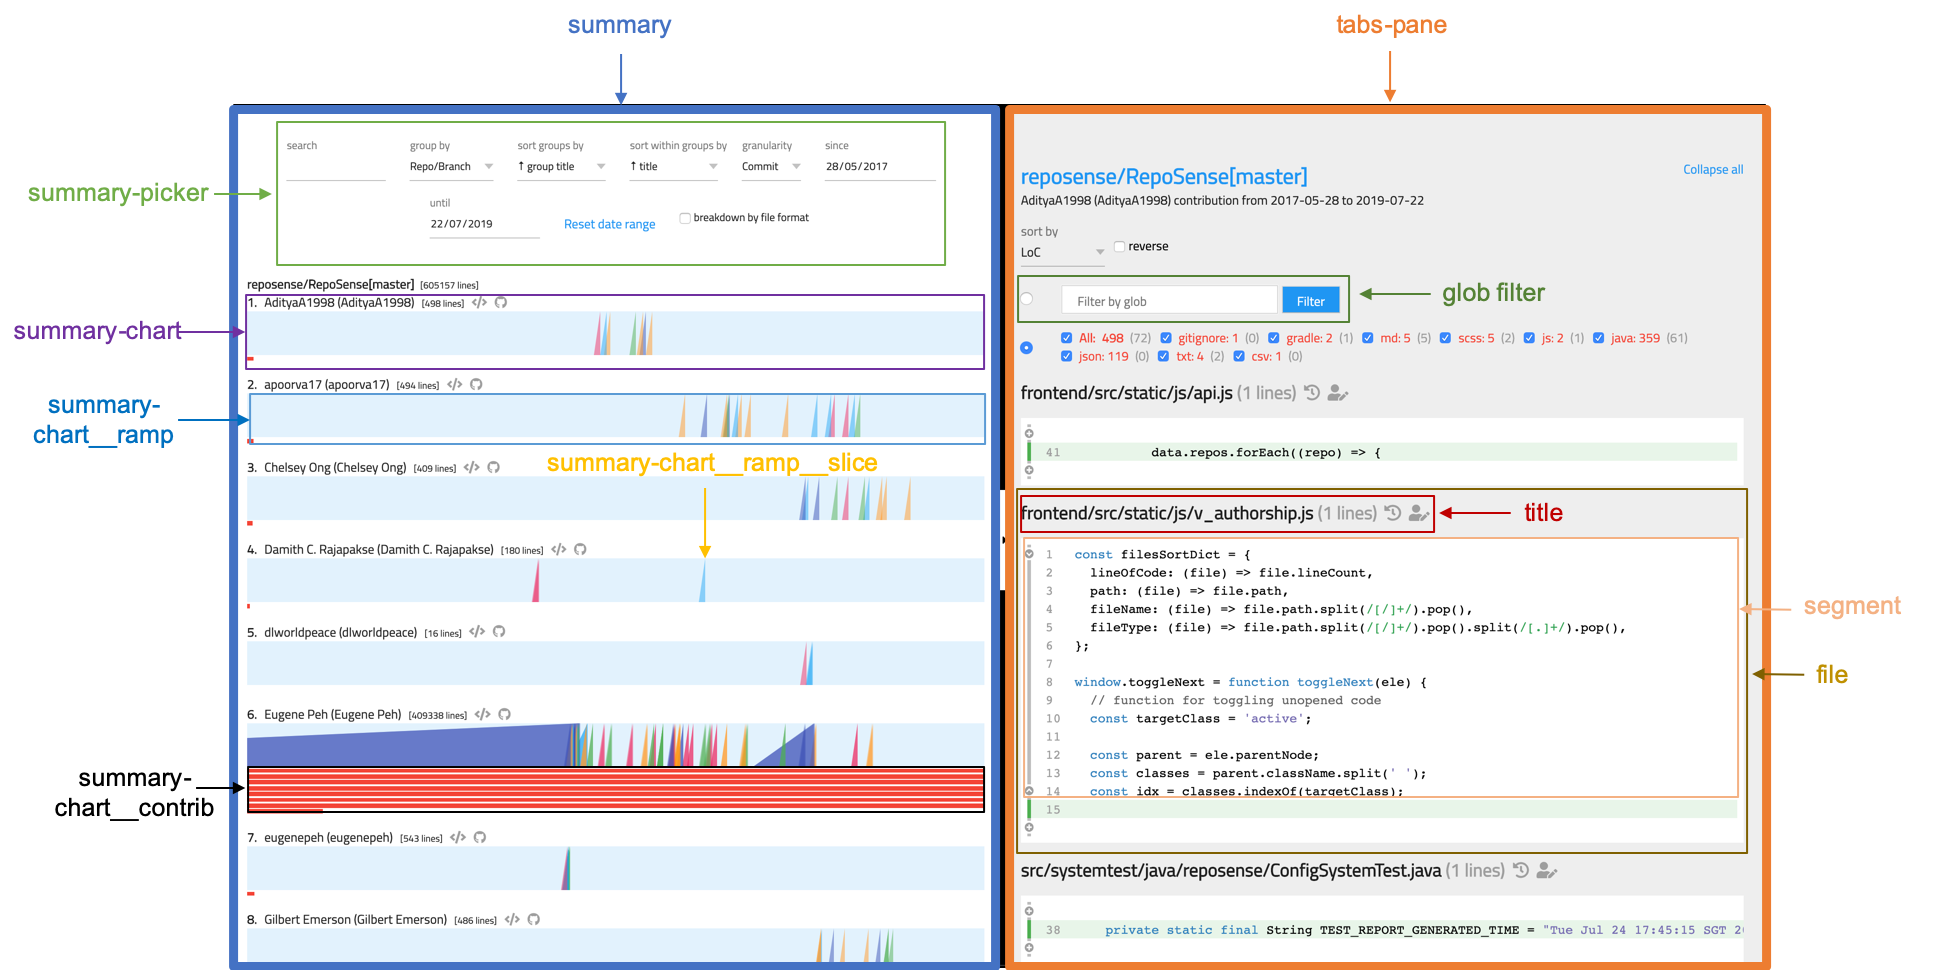 summary
tabs-pane
summary-picker
search
group by
sort groups by
sort within groups by
granularity
since
Repo/Branch
↑ group title
↑ title
Commit
28/05/2017
until
22/07/2019
Reset date range
breakdown by file format
reposense/RepoSense[master] [605157 lines]
summary-chart
1. AdityaA1998 (AdityaA1998) [498 lines] </>
2. apoorva17 (apoorva17) [494 lines] </>
summary-
chart__ramp
3. Chelsey Ong (Chelsey Ong) [409 lines] </>
summary-chart__ramp__slice
4. Damith C. Rajapakse (Damith C. Rajapakse) [180 lines] </>
5. dlworldpeace (dlworldpeace) [16 lines] </>
6. Eugene Peh (Eugene Peh) [409338 lines] </>
summary-
chart__contrib
7. eugenepeh (eugenepeh) [543 lines] </>
8. Gilbert Emerson (Gilbert Emerson) [486 lines] </>
Collapse all
reposense/RepoSense[master]
AdityaA1998 (AdityaA1998) contribution from 2017-05-28 to 2019-07-22
sort by
LoC
reverse
Filter by glob
Filter
glob filter
All: 498 (72) gitignore: 1 (0) gradle: 2 (1) md: 5 (5) scss: 5 (2) js: 2 (1) java: 359 (61)
json: 119 (0) txt: 4 (2) csv: 1 (0)
frontend/src/static/js/api.js (1 lines)
41 data.repos.forEach((repo) => {
frontend/src/static/js/v_authorship.js (1 lines)
title
1 const filesSortDict = {
2 lineOfCode: (file) => file.lineCount,
3 path: (file) => file.path,
4 fileName: (file) => file.path.split(/[/]+/).pop(),
5 fileType: (file) => file.path.split(/[/]+/).pop().split(/[.]+/).pop(),
6 };
7
8 window.toggleNext = function toggleNext(ele) {
9 // function for toggling unopened code
10 const targetClass = 'active';
11
12 const parent = ele.parentNode;
13 const classes = parent.className.split(' ');
14 const idx = classes.indexOf(targetClass);
15
segment
file
src/systemtest/java/reposense/ConfigSystemTest.java (1 lines)
38 private static final String TEST_REPORT_GENERATED_TIME = "Tue Jul 24 17:45:15 SGT 20